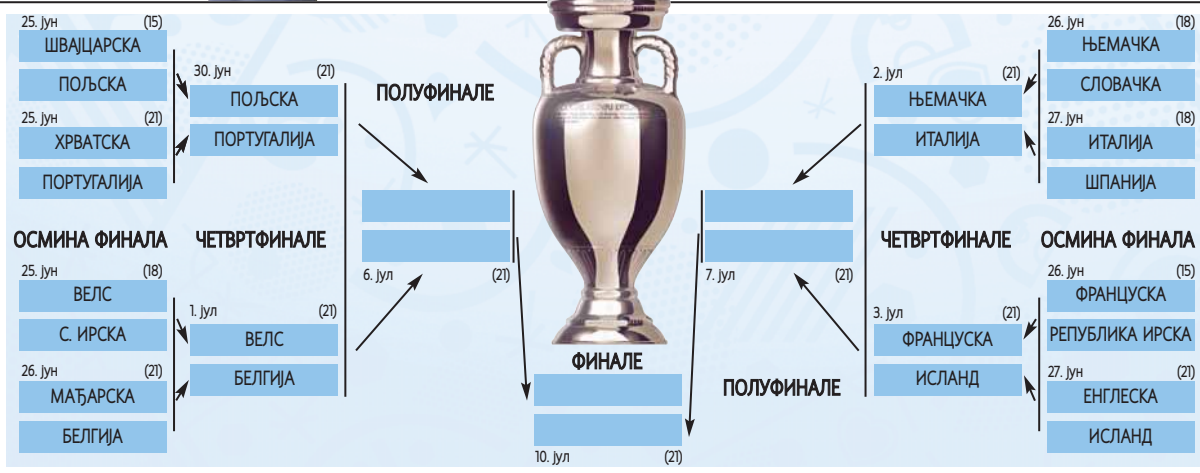 25. јун (15)
ШВАЈЦАРСКА
ПОЉСКА
25. јун (21)
ХРВАТСКА
ПОРТУГАЛИЈА
30. јун (21)
ПОЉСКА
ПОРТУГАЛИЈА
ПОЛУФИНАЛЕ
ОСМИНА ФИНАЛА
ЧЕТВРТФИНАЛЕ
25. јун (18)
ВЕЛС
С. ИРСКА
26. јун (21)
МАЂАРСКА
БЕЛГИЈА
1. јул (21)
ВЕЛС
БЕЛГИЈА
6. јул (21)
ФИНАЛЕ
10. јул (21)
7. јул (21)
ПОЛУФИНАЛЕ
2. јул (21)
ЊЕМАЧКА
ИТАЛИЈА
26. јун (18)
ЊЕМАЧКА
СЛОВАЧКА
27. јун (18)
ИТАЛИЈА
ШПАНИЈА
ЧЕТВРТФИНАЛЕ
ОСМИНА ФИНАЛА
3. јул (21)
ФРАНЦУСКА
ИСЛАНД
26. јун (15)
ФРАНЦУСКА
РЕПУБЛИКА ИРСКА
27. јун (21)
ЕНГЛЕСКА
ИСЛАНД